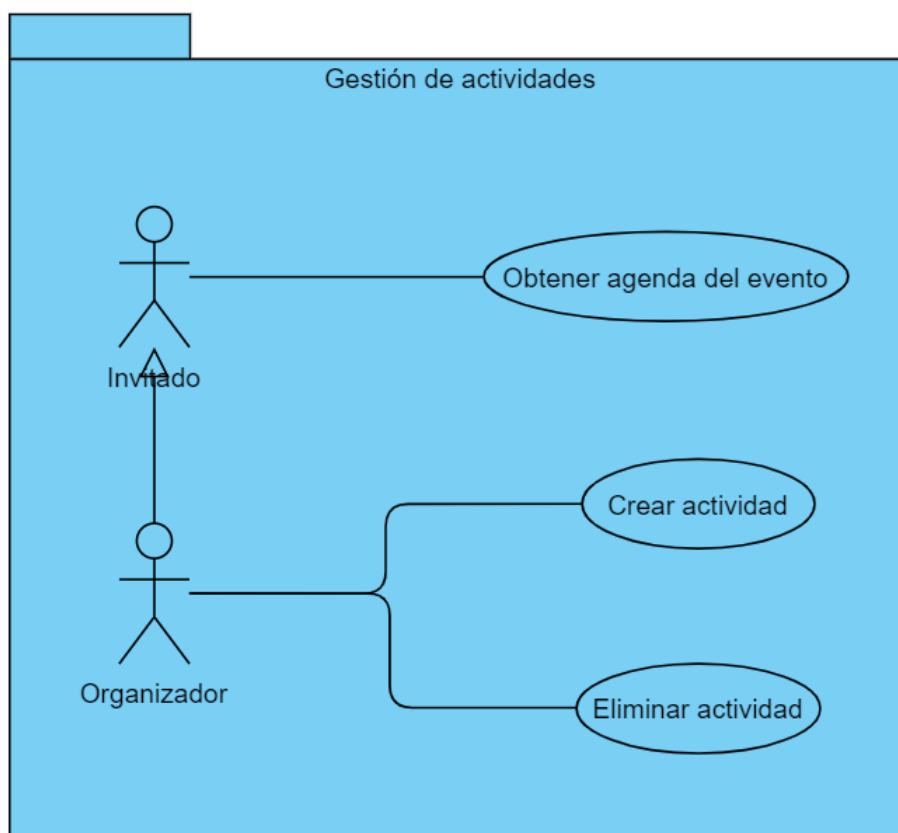 Gestión de actividades
Obtener agenda del evento
Invitado
Crear actividad
Organizador
Eliminar actividad